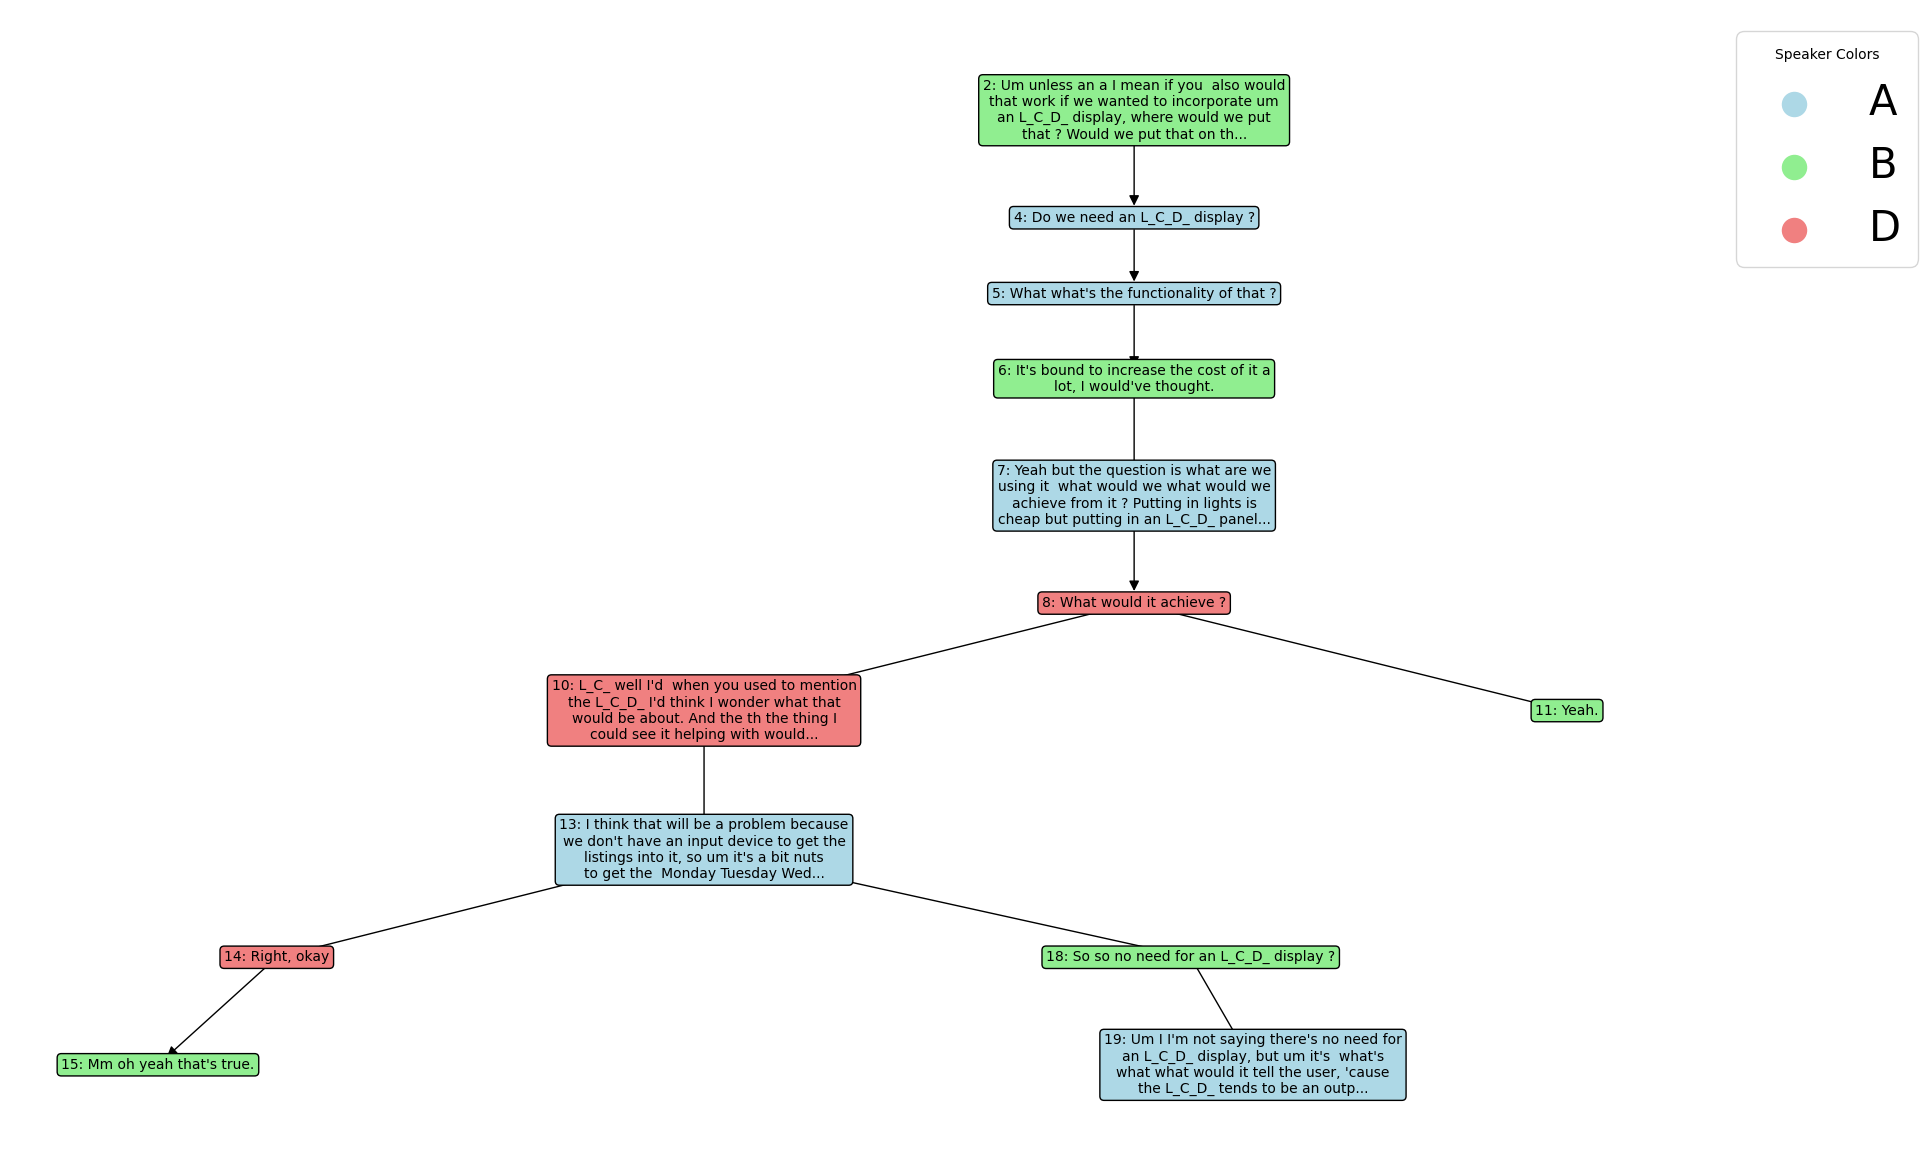 Speaker Colors
A
B
D
2: Um unless an a I mean if you  also would
that work if we wanted to incorporate um
an L_C_D_ display, where would we put
that ? Would we put that on th...
4: Do we need an L_C_D_ display ?
5: What what's the functionality of that ?
6: It's bound to increase the cost of it a
lot, I would've thought.
7: Yeah but the question is what are we
using it  what would we what would we
achieve from it ? Putting in lights is
cheap but putting in an L_C_D_ panel...
8: What would it achieve ?
10: L_C_ well I'd  when you used to mention
the L_C_D_ I'd think I wonder what that
would be about. And the th the thing I
could see it helping with would...
11: Yeah.
13: I think that will be a problem because
we don't have an input device to get the
listings into it, so um it's a bit nuts
to get the  Monday Tuesday Wed...
14: Right, okay
18: So so no need for an L_C_D_ display ?
15: Mm oh yeah that's true.
19: Um I I'm not saying there's no need for
an L_C_D_ display, but um it's  what's
what what would it tell the user, 'cause
the L_C_D_ tends to be an outp...